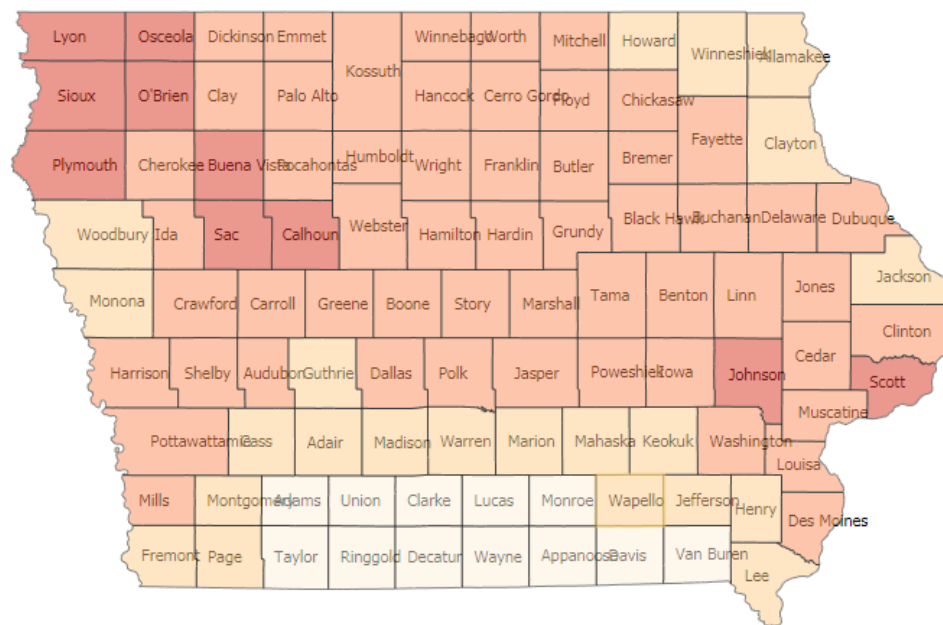 Lyon Osceola Dickinson Emmet Winnebago Worth Mitchell Howard Winneshiek Allamakee
Kossuth
Sioux O'Brien Clay Palo Alto Hancock Cerro Gordo Floyd Chickasaw
Fayette Clayton
Plymouth Cherokee Buena Vista Pocahontas Humboldt Wright Franklin Butler Bremer
Woodbury Ida Sac Calhoun Webster Hamilton Hardin Grundy Black Hawk Buchanan Delaware Dubuque
Jackson
Monona Crawford Carroll Greene Boone Story Marshall Tama Benton Linn Jones
Clinton
Harrison Shelby Audubon Guthrie Dallas Polk Jasper Poweshiek Iowa Johnson Cedar Scott
Muscatine
Pottawattamie Cass Adair Madison Warren Marion Mahaska Keokuk Washington
Louisa
Mills Montgomery Adams Union Clarke Lucas Monroe Wapello Jefferson Henry Des Moines
Fremont Page Taylor Ringgold Decatur Wayne Appanoose Davis Van Buren
Lee